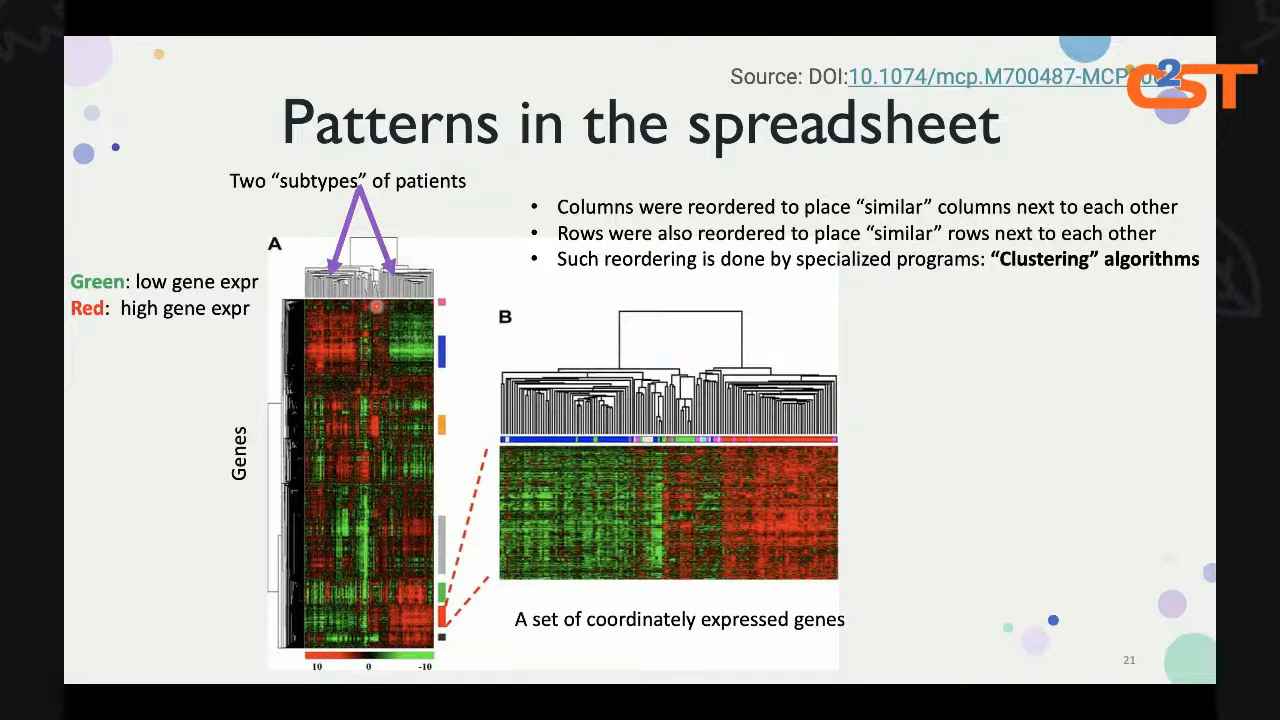 Source: DOI:10.1074/mcp.M700487-MCP
C2ST
Patterns in the spreadsheet
Two “subtypes” of patients
• Columns were reordered to place “similar” columns next to each other
• Rows were also reordered to place “similar” rows next to each other
• Such reordering is done by specialized programs: “Clustering” algorithms
A
Green: low gene expr
Red: high gene expr
B
Genes
A set of coordinately expressed genes
10 0 -10
21